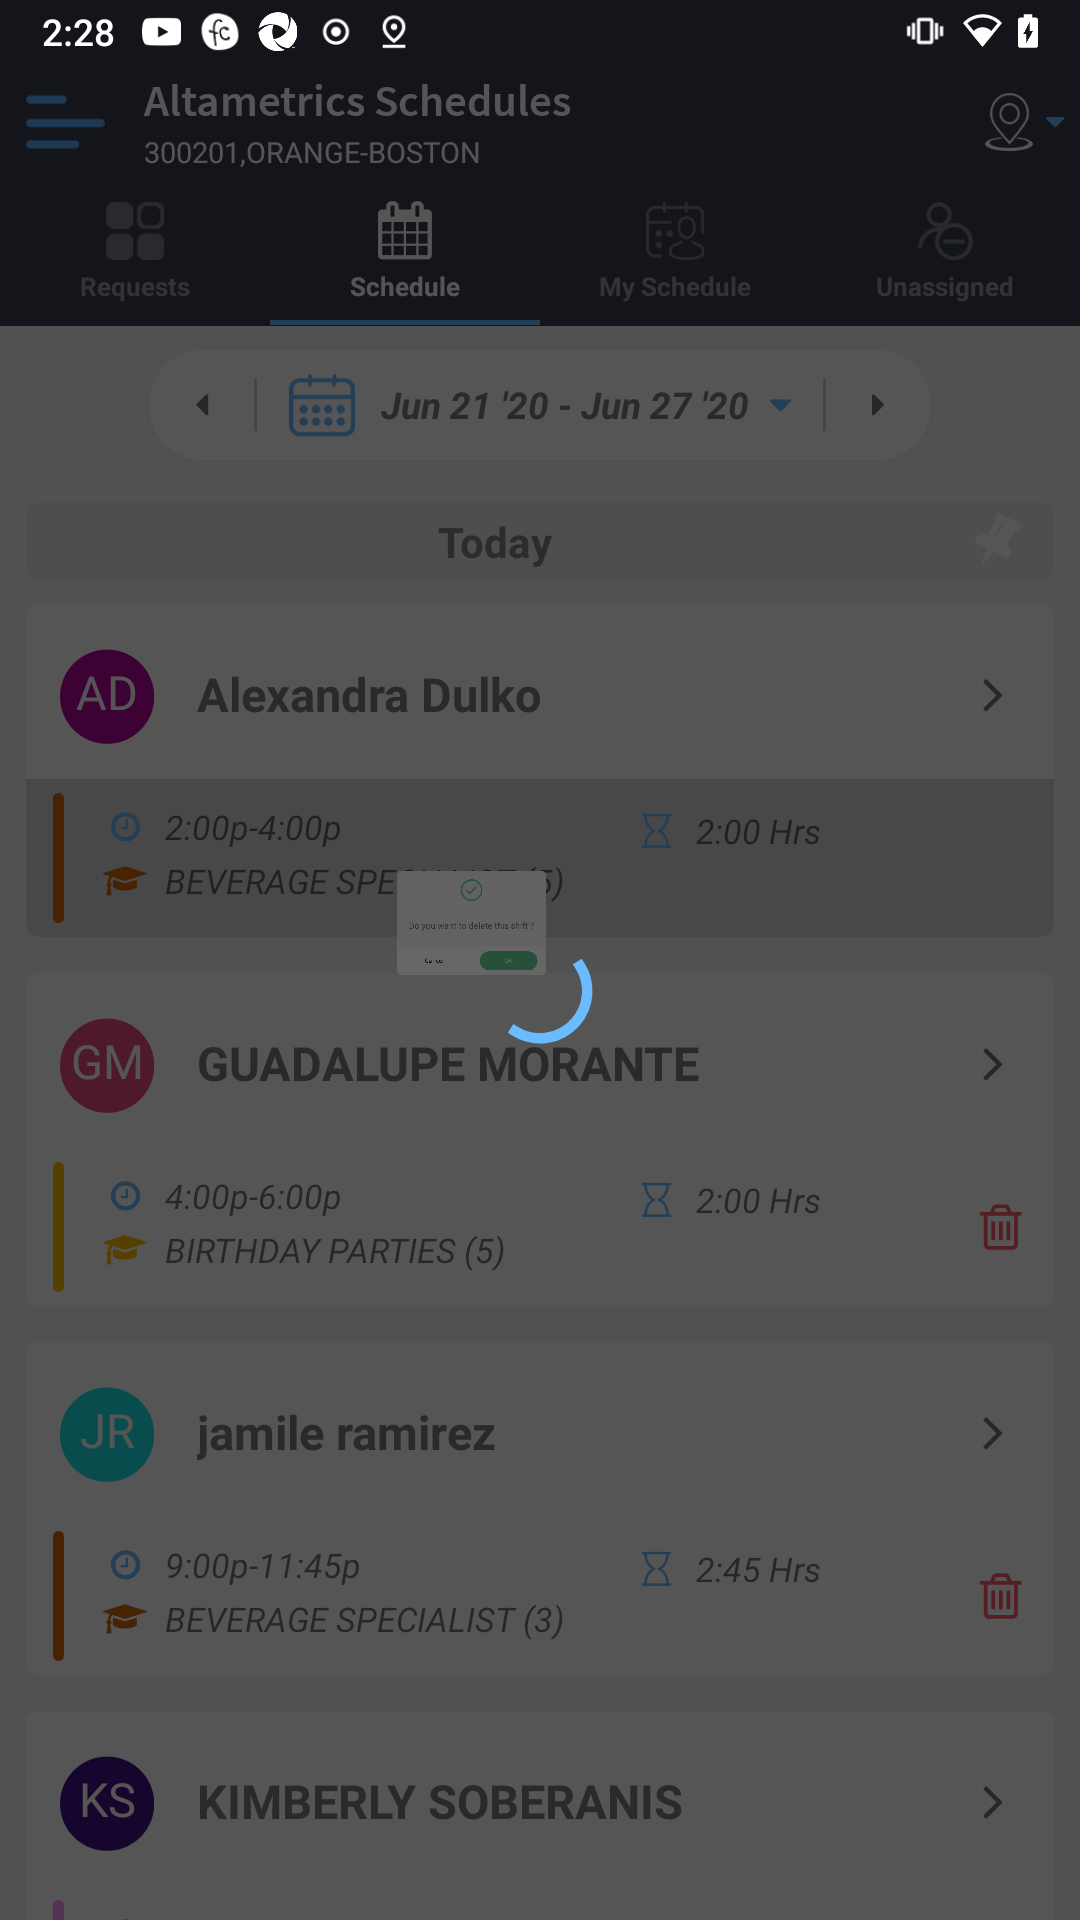 2:28
Altametrics Schedules
300201,ORANGE-BOSTON
Requests
Schedule
My Schedule
Unassigned
Jun 21 '20 - Jun 27 '20
Today
AD
Alexandra Dulko
2:00p-4:00p
2:00 Hrs
BEVERAGE SPE 5)
Do you want to delete this shift ?
Cancel
GM
GUADALUPE MORANTE
4:00p-6:00p
2:00 Hrs
BIRTHDAY PARTIES (5)
JR
jamile ramirez
9:00p-11:45p
2:45 Hrs
BEVERAGE SPECIALIST (3)
KS
KIMBERLY SOBERANIS